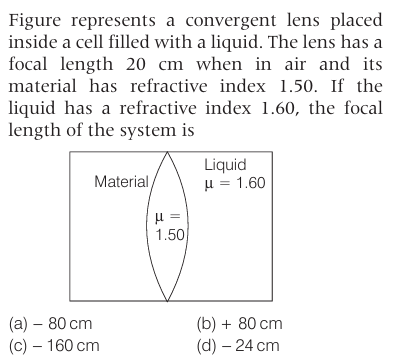 Figure represents a convergent lens placed
inside a cell filled with a liquid. The lens has a
focal length 20 cm when in air and its
material has refractive index 1.50. If the
liquid has a refractive index 1.60, the focal
length of the system is
Material
Liquid
μ = 1.60
μ =
1.50
(a) – 80 cm
(b) + 80 cm
(c) – 160 cm
(d) – 24 cm